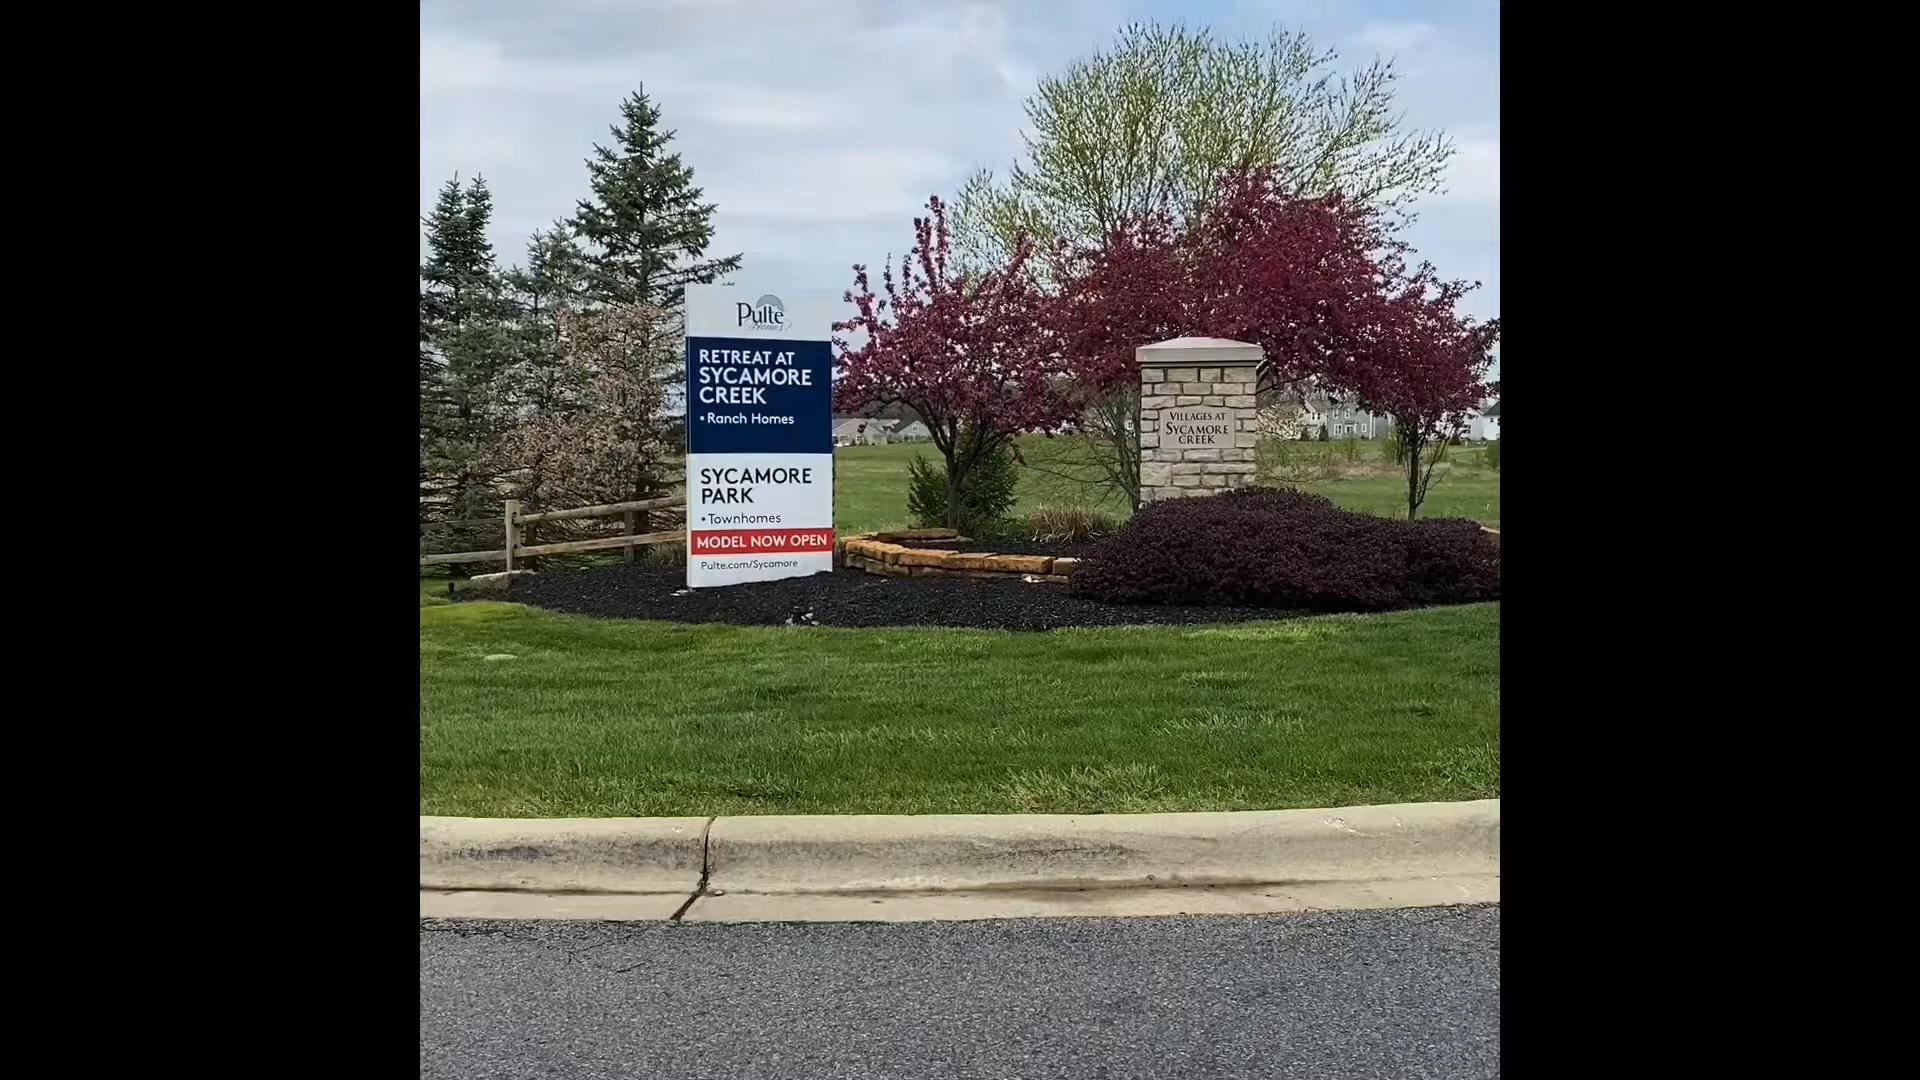 Pulte
Homes
RETREAT AT
SYCAMORE
CREEK
• Ranch Homes
SYCAMORE
PARK
• Townhomes
MODEL NOW OPEN
Pulte.com/Sycamore
VILLAGES AT
SYCAMORE
CREEK